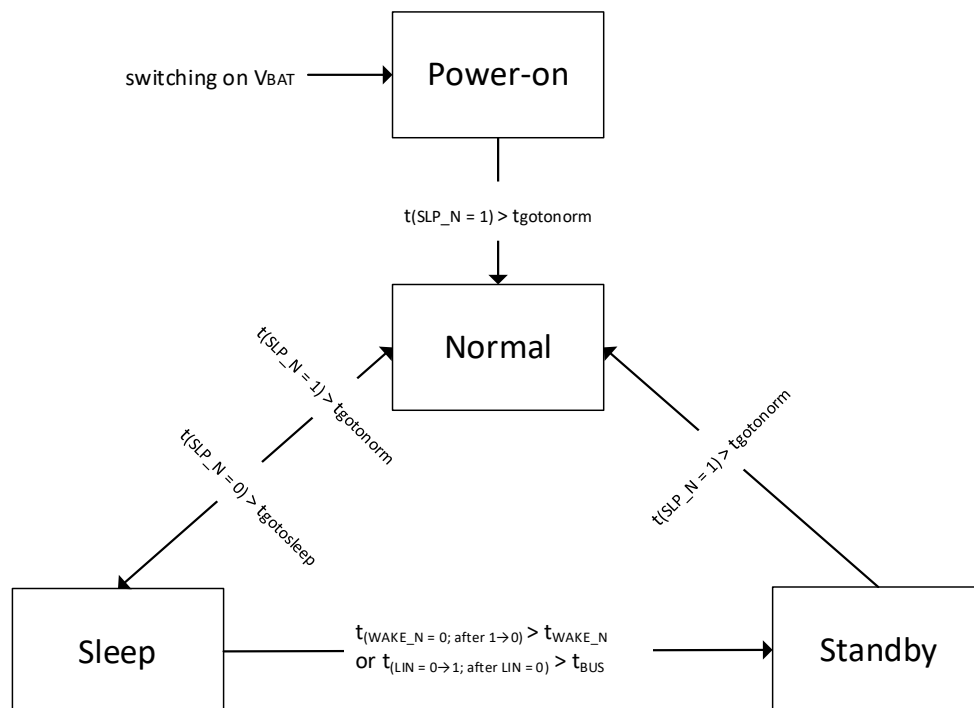 switching on VBAT
Power-on
t(SLP_N = 1) > tgotonorm
Normal
t(SLP_N = 1) > tgotonorm
t(SLP_N = 0) > tgotosleep
t(SLP_N = 1) > tgotonorm
Sleep
t(WAKE_N = 0; after 1→0) > tWAKE_N
or t(LIN = 0→1; after LIN = 0) > tBUS
Standby